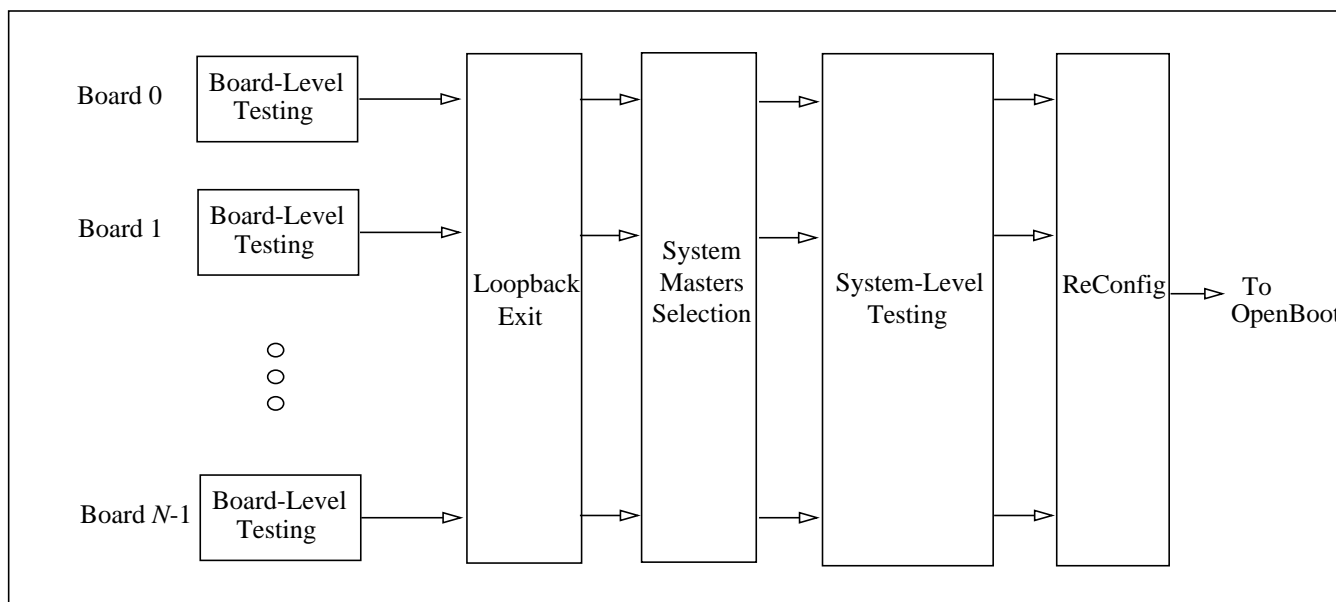 Board 0
Board-Level
Testing
Board 1
Board-Level
Testing
Board N-1
Board-Level
Testing
Loopback
Exit
System
Masters
Selection
System-Level
Testing
ReConfig
To
OpenBoot